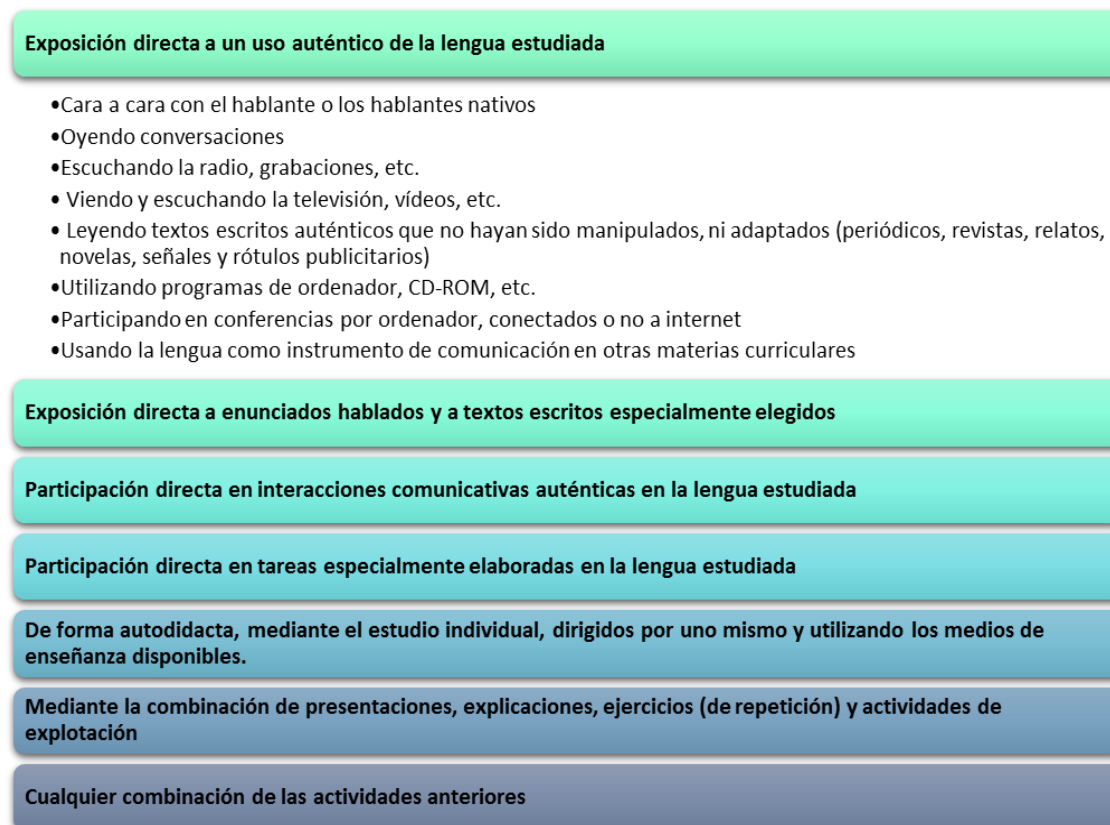 Exposición directa a un uso auténtico de la lengua estudiada
•Cara a cara con el hablante o los hablantes nativos
•Oyendo conversaciones
•Escuchando la radio, grabaciones, etc.
• Viendo y escuchando la televisión, vídeos, etc.
• Leyendo textos escritos auténticos que no hayan sido manipulados, ni adaptados (periódicos, revistas, relatos,
novelas, señales y rótulos publicitarios)
•Utilizando programas de ordenador, CD-ROM, etc.
•Participando en conferencias por ordenador, conectados o no a internet
•Usando la lengua como instrumento de comunicación en otras materias curriculares
Exposición directa a enunciados hablados y a textos escritos especialmente elegidos
Participación directa en interacciones comunicativas auténticas en la lengua estudiada
Participación directa en tareas especialmente elaboradas en la lengua estudiada
De forma autodidacta, mediante el estudio individual, dirigidos por uno mismo y utilizando los medios de
enseñanza disponibles.
Mediante la combinación de presentaciones, explicaciones, ejercicios (de repetición) y actividades de
explotación
Cualquier combinación de las actividades anteriores